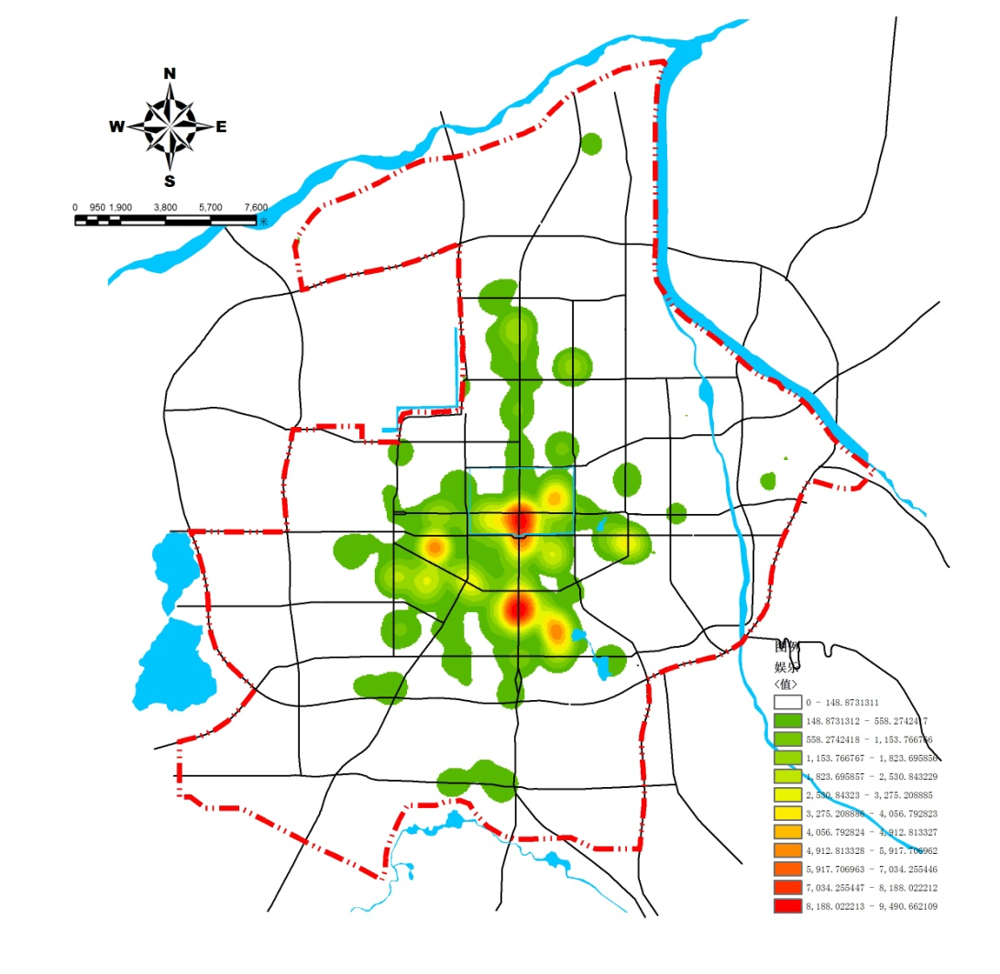 N
W E
S
0 950 1,900 3,800 5,700 7,600
米
图例
娱乐
<值>
0 - 148.8731311
148.8731312 - 558.2742417
558.2742418 - 1,153.766766
1,153.766767 - 1,823.695856
1,823.695857 - 2,530.843229
2,530.84323 - 3,275.208885
3,275.208886 - 4,056.792823
4,056.792824 - 4,912.813327
4,912.813328 - 5,917.706962
5,917.706963 - 7,034.255446
7,034.255447 - 8,188.022212
8,188.022213 - 9,490.662109